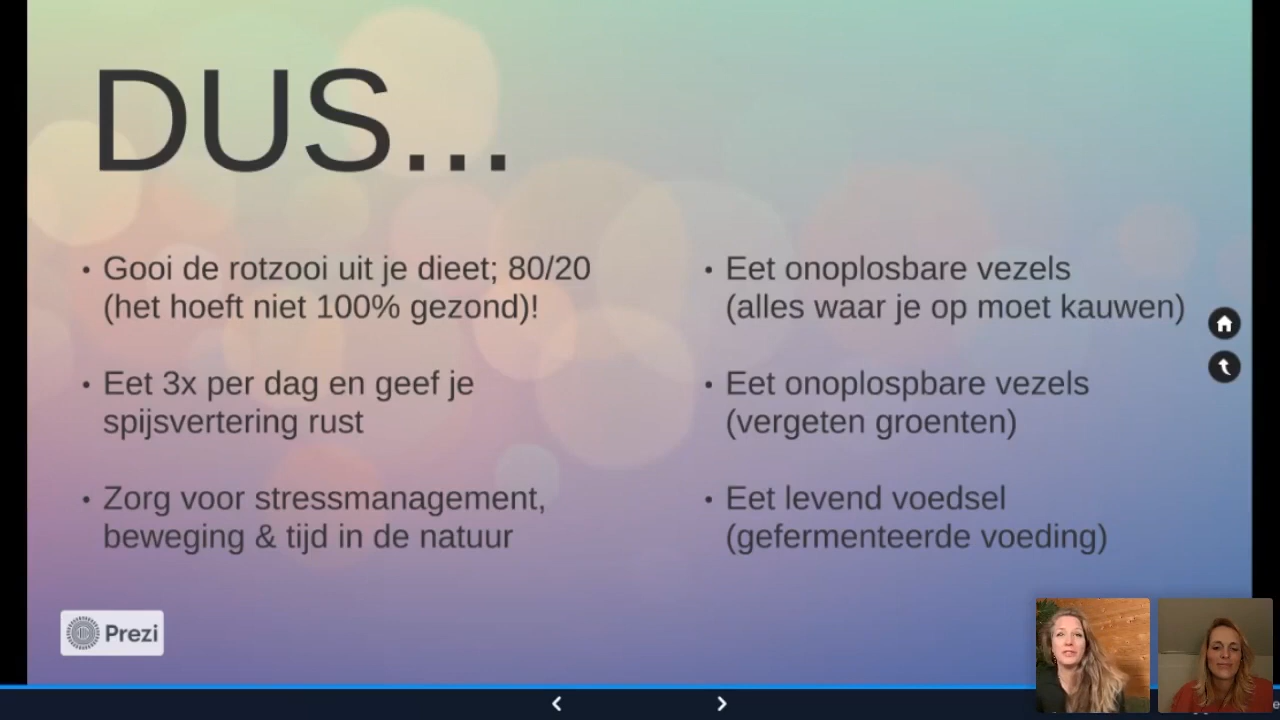 DUS...
• Gooi de rotzooi uit je dieet; 80/20
(het hoeft niet 100% gezond)!
• Eet 3x per dag en geef je
spijsvertering rust
• Zorg voor stressmanagement,
beweging & tijd in de natuur
• Eet onoplosbare vezels
(alles waar je op moet kauwen)
• Eet onoplospbare vezels
(vergeten groenten)
• Eet levend voedsel
(gefermenteerde voeding)
Prezi